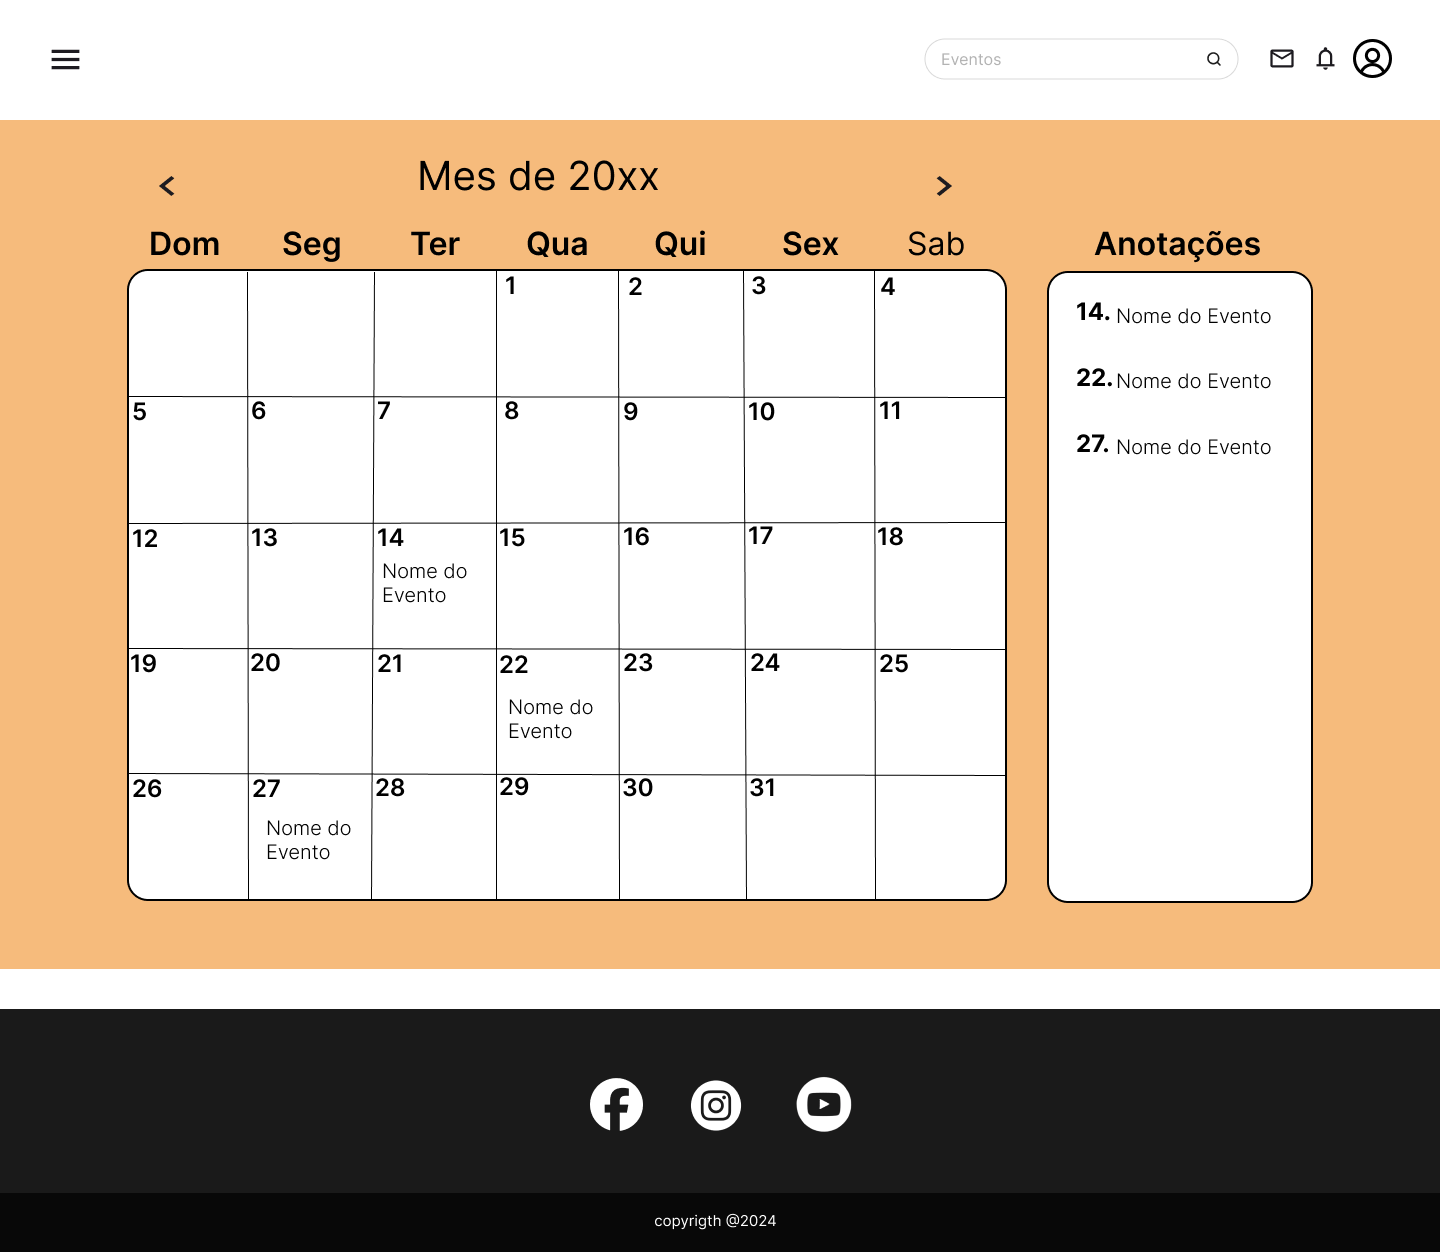 Eventos
Mes de 20xx
Dom Seg Ter Qua Qui Sex Sab
1 2 3 4
5 6 7 8 9 10 11
12 13 14 15 16 17 18
Nome do
Evento
19 20 21 22 23 24 25
Nome do
Evento
26 27 28 29 30 31
Nome do
Evento
Anotações
14. Nome do Evento
22. Nome do Evento
27. Nome do Evento
copyrigth @2024